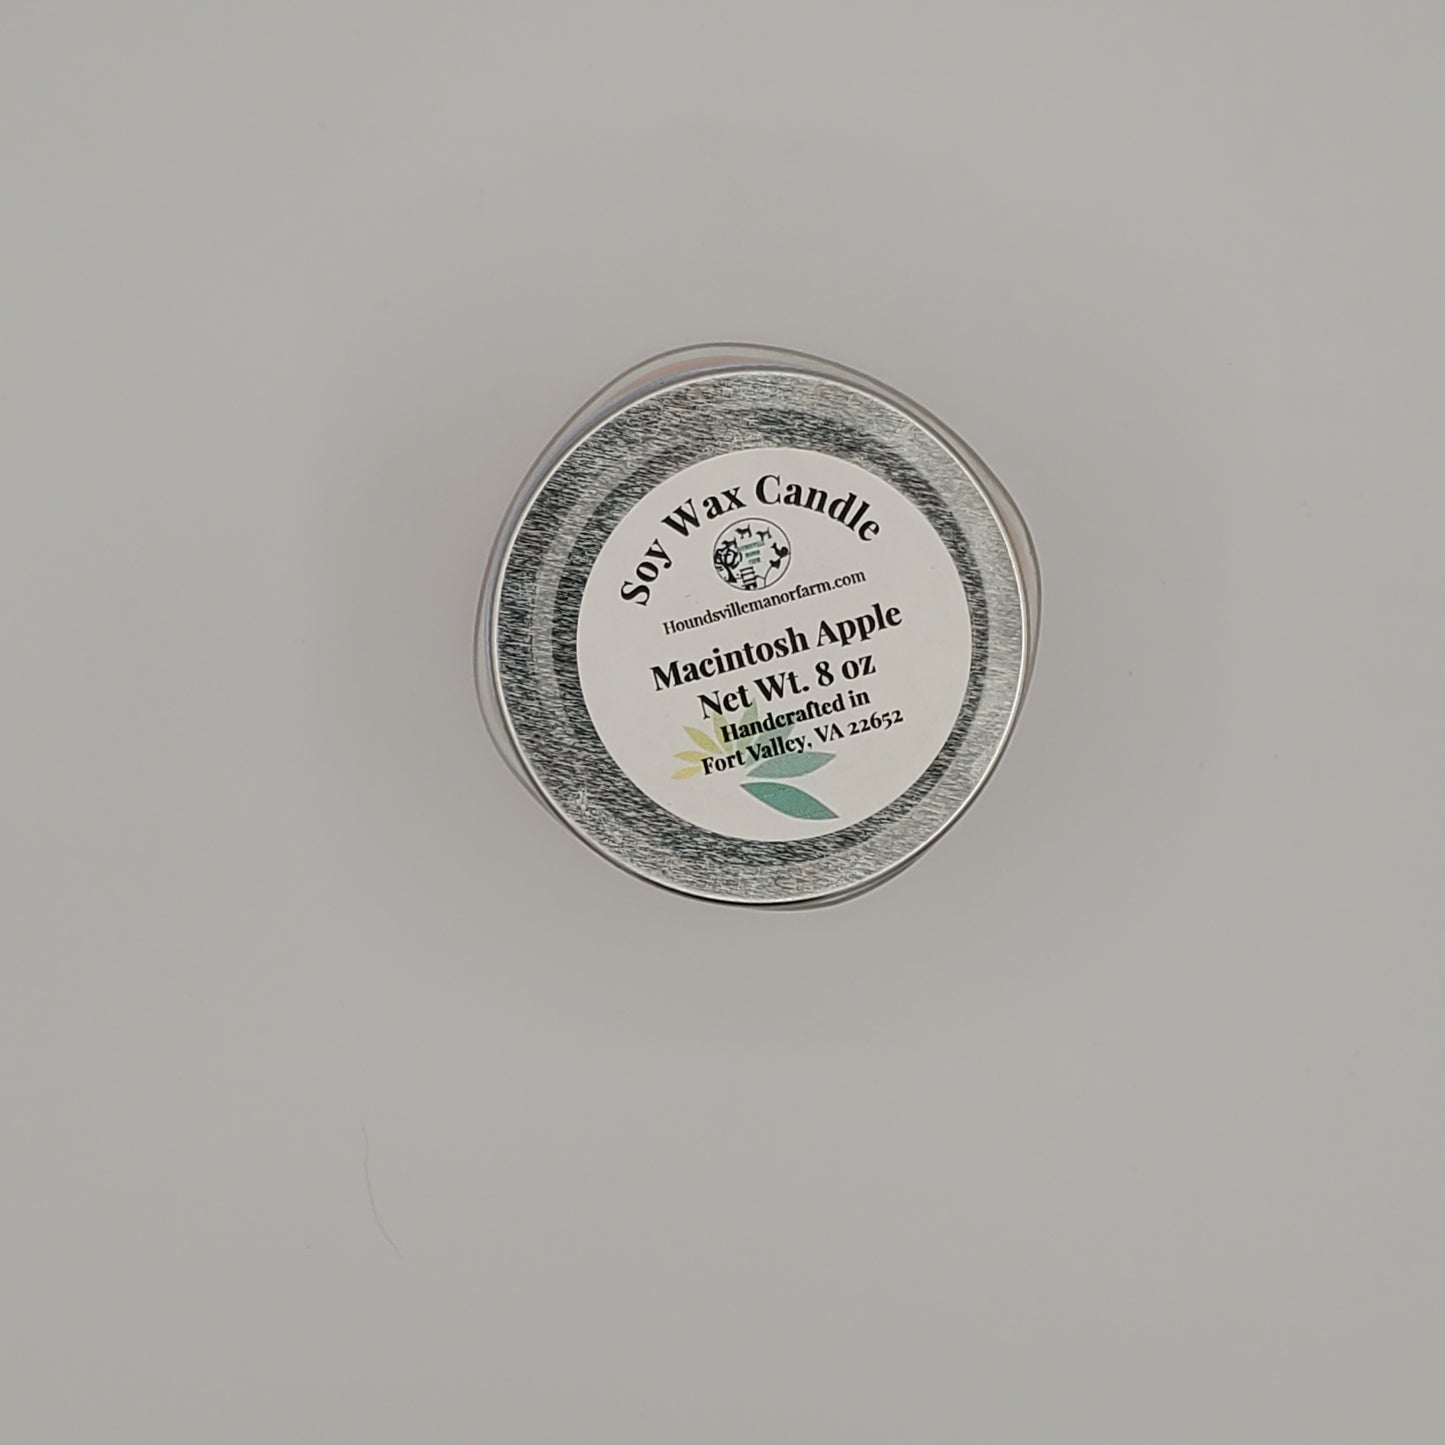 Soy Wax Candle
Houndsvillemanorfarm.com
Macintosh Apple
Net Wt. 8 oz
Handcrafted in
Fort Valley, VA 22652